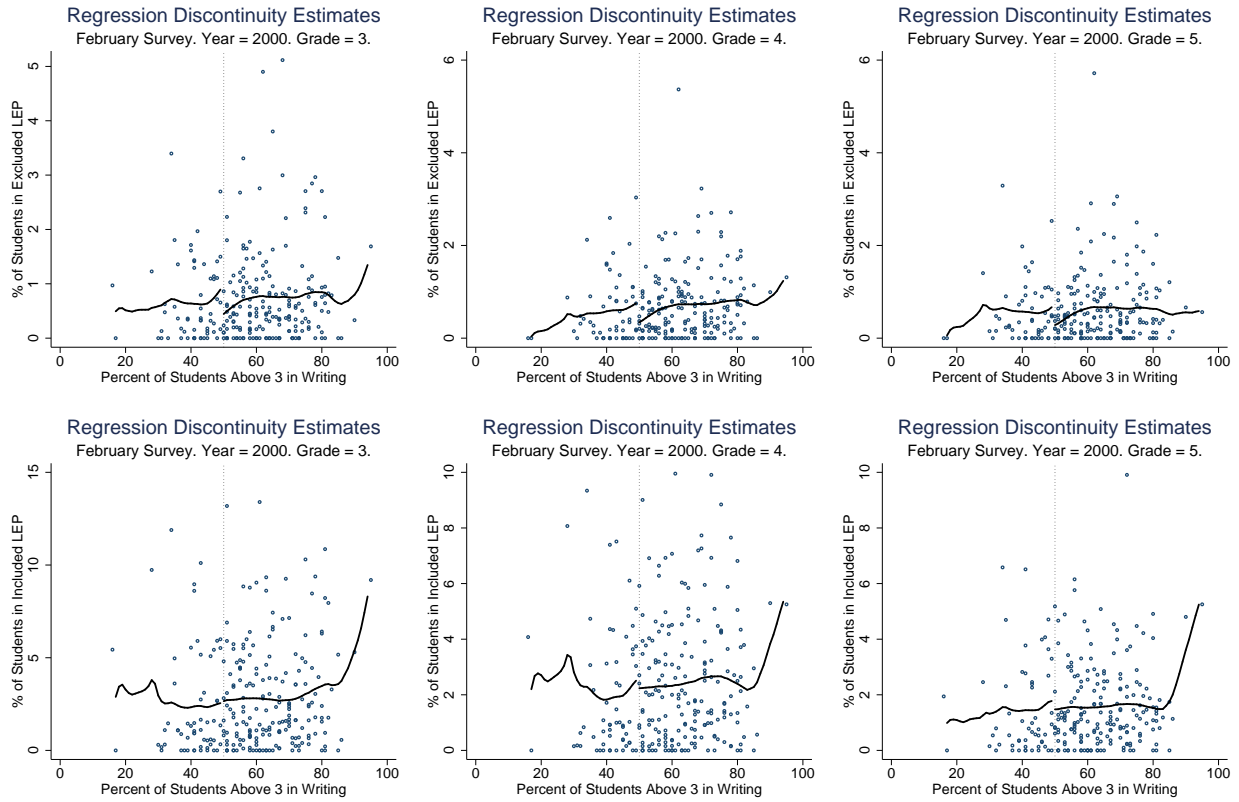 Regression Discontinuity Estimates
February Survey. Year = 2000. Grade = 3.
% of Students in Excluded LEP
5
4
3
2
1
0
0 20 40 60 80 100
Percent of Students Above 3 in Writing
Regression Discontinuity Estimates
February Survey. Year = 2000. Grade = 4.
% of Students in Excluded LEP
6
4
2
0
0 20 40 60 80 100
Percent of Students Above 3 in Writing
Regression Discontinuity Estimates
February Survey. Year = 2000. Grade = 5.
% of Students in Excluded LEP
6
4
2
0
0 20 40 60 80 100
Percent of Students Above 3 in Writing
Regression Discontinuity Estimates
February Survey. Year = 2000. Grade = 3.
% of Students in Included LEP
15
10
5
0
0 20 40 60 80 100
Percent of Students Above 3 in Writing
Regression Discontinuity Estimates
February Survey. Year = 2000. Grade = 4.
% of Students in Included LEP
10
8
6
4
2
0
0 20 40 60 80 100
Percent of Students Above 3 in Writing
Regression Discontinuity Estimates
February Survey. Year = 2000. Grade = 5.
% of Students in Included LEP
10
8
6
4
2
0
0 20 40 60 80 100
Percent of Students Above 3 in Writing